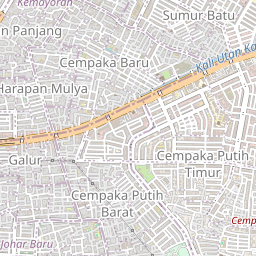 Kemayoran
Sumur Batu
n Panjang
Cempaka Baru
Kali Utan Ka
Harapan Mulya
Galur
Cempaka Putih
Timur
Cempaka Putih
Barat
Cemp
Johar Baru